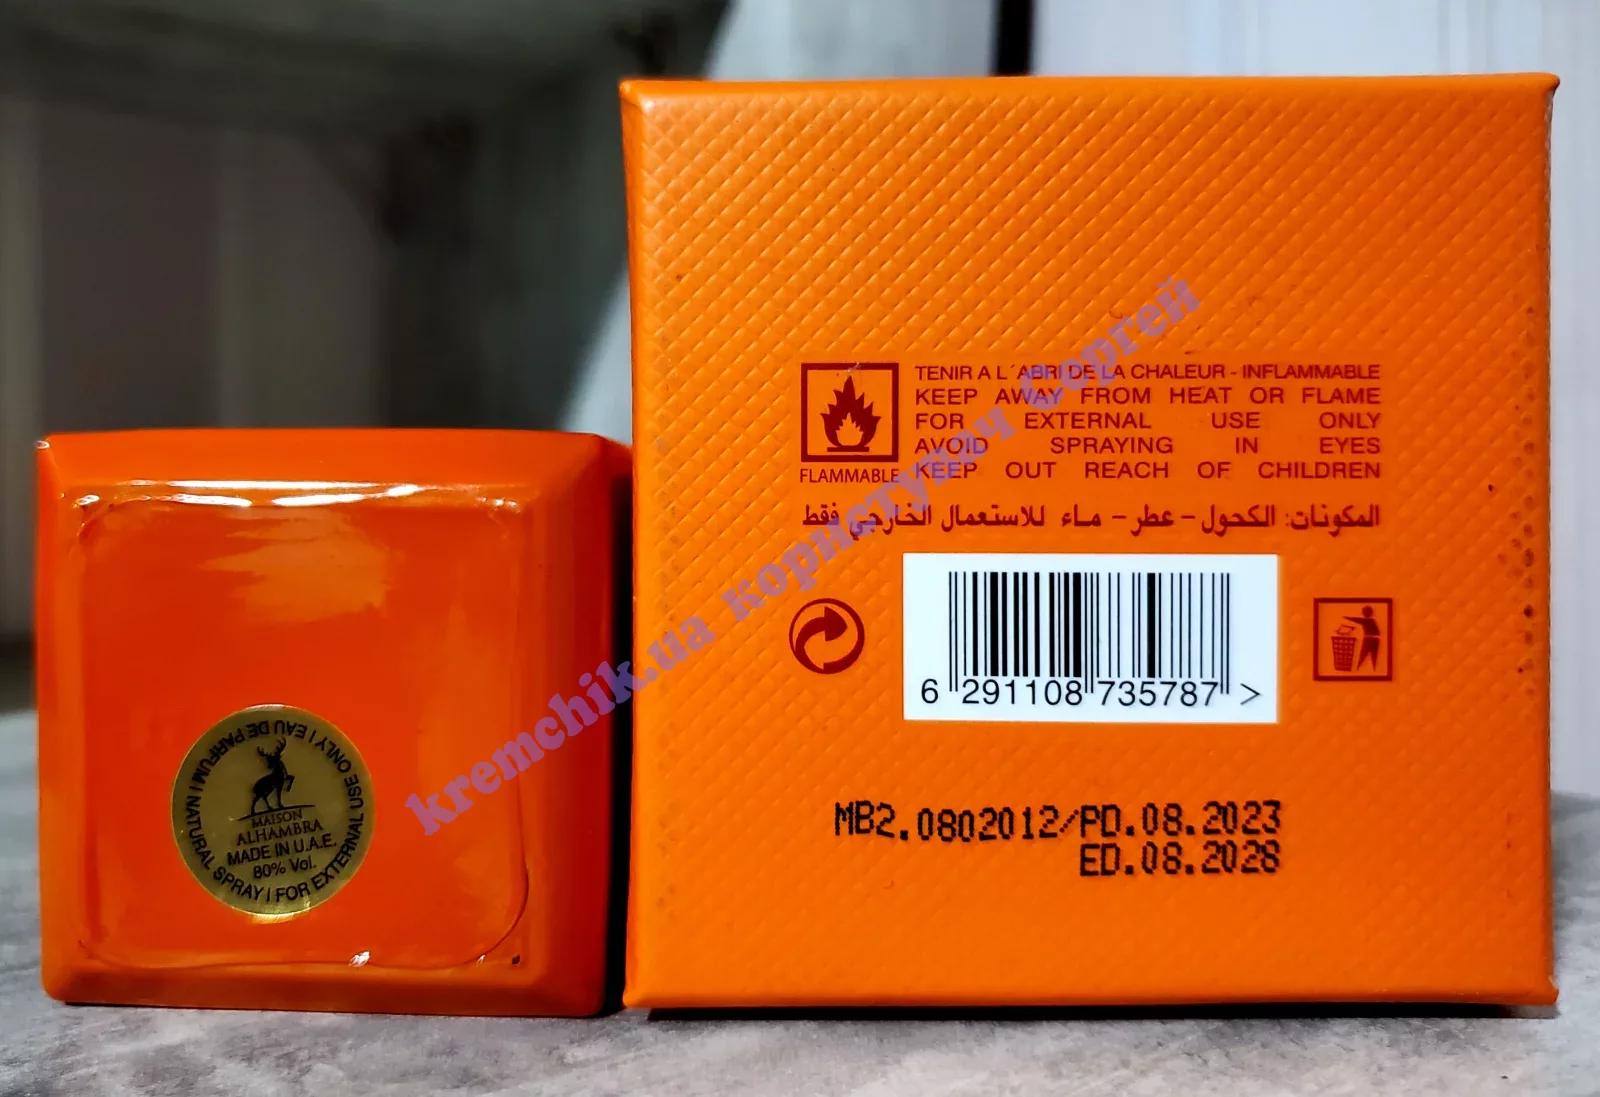 TENIR A L´ABRI DE LA CHALEUR - INFLAMMABLE
KEEP AWAY FROM HEAT OR FLAME
FOR EXTERNAL USE ONLY
AVOID SPRAYING IN EYES
KEEP OUT REACH OF CHILDREN
FLAMMABLE
المكونات: الكحول - عطر - ماء للاستعمال الخارجي فقط
6 291108 735787 >
MB2.0802012/PD.08.2023
ED.08.2028
EAU DE PARFUM | NATURAL SPRAY | FOR EXTERNAL USE ONLY |
MAISON
ALHAMBRA
MADE IN U.A.E.
80% Vol.
kremchik.ua користувач Сергей